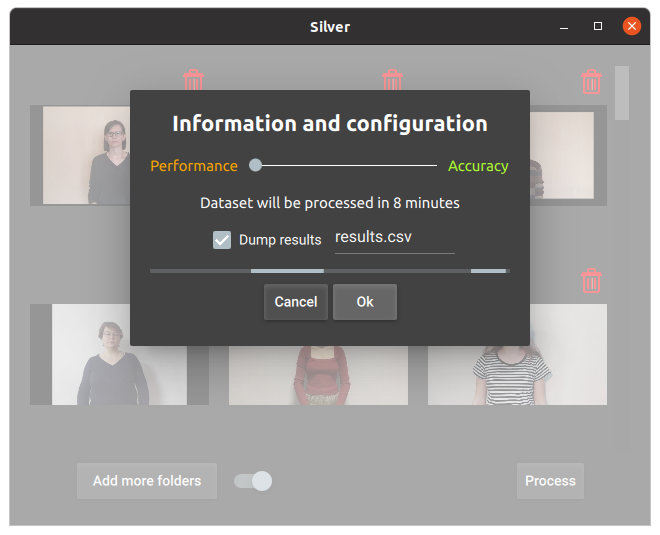 Silver
Information and configuration
Performance
Accuracy
Dataset will be processed in 8 minutes
Dump results
results.csv
Cancel
Ok
Add more folders
Process